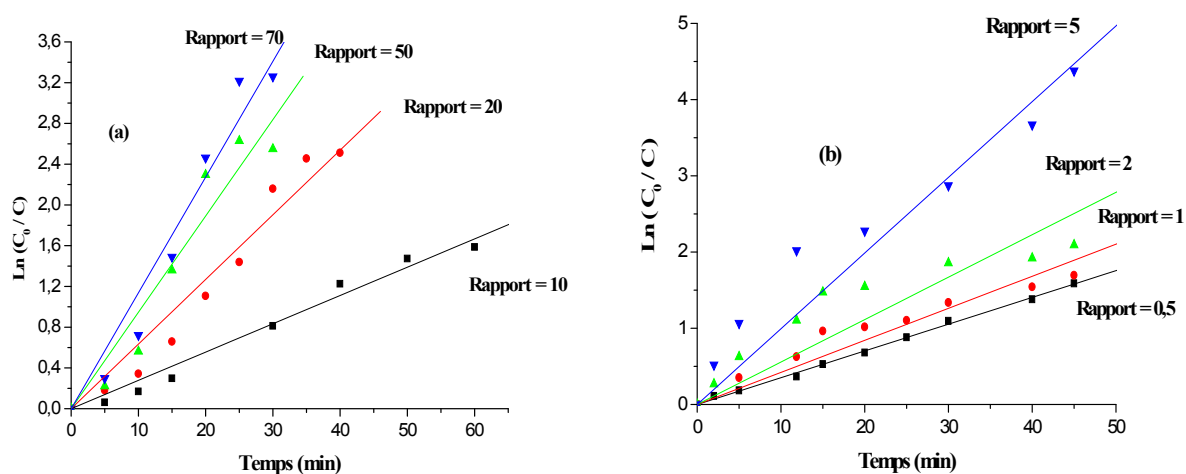 (a)
Ln (C0 / C)
3,6
3,2
2,8
2,4
2,0
1,6
1,2
0,8
0,4
0,0
Rapport = 70
Rapport = 50
Rapport = 20
Rapport = 10
0 10 20 30 40 50 60
Temps (min)
(b)
Ln ( C0 / C )
5
4
3
2
1
0
Rapport = 5
Rapport = 2
Rapport = 1
Rapport = 0,5
0 10 20 30 40 50
Temps (min)